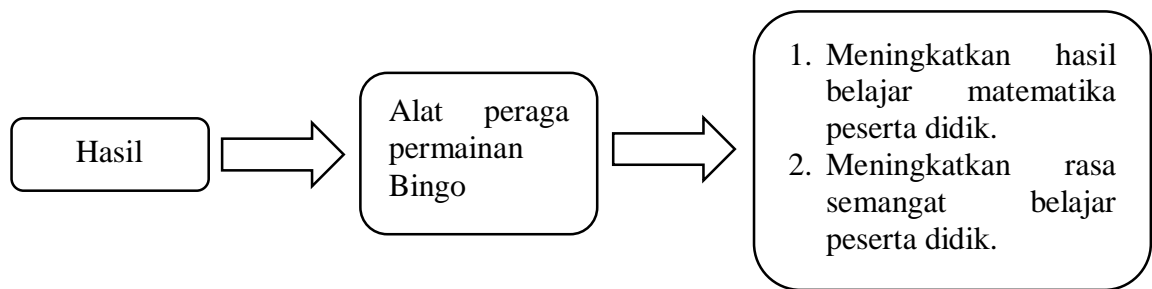 Hasil
Alat peraga
permainan
Bingo
1. Meningkatkan hasil
belajar matematika
peserta didik.
2. Meningkatkan rasa
semangat belajar
peserta didik.